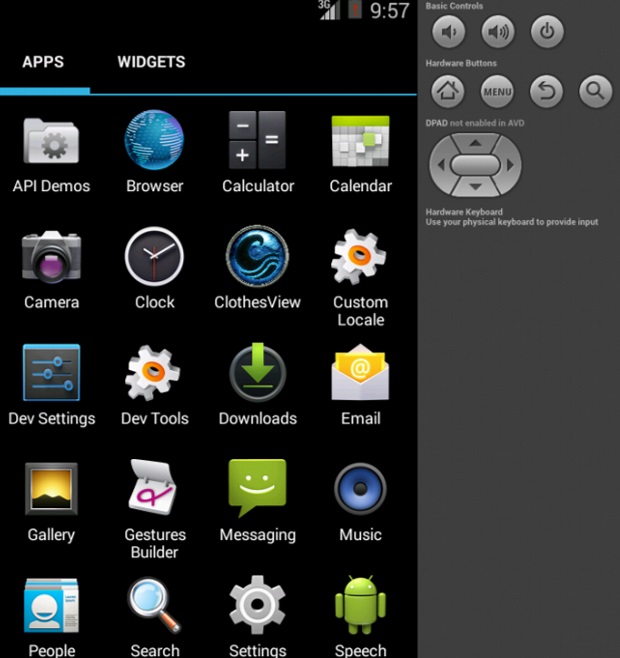 3G 9:57
APPS WIDGETS
API Demos Browser Calculator Calendar
Camera Clock ClothesView Custom
Locale
Dev Settings Dev Tools Downloads Email
@
Gallery Gestures Messaging Music
Builder
People Search Settings Speech
Basic Controls
Hardware Buttons
MENU
DPAD not enabled in AVD
Hardware Keyboard
Use your physical keyboard to provide input